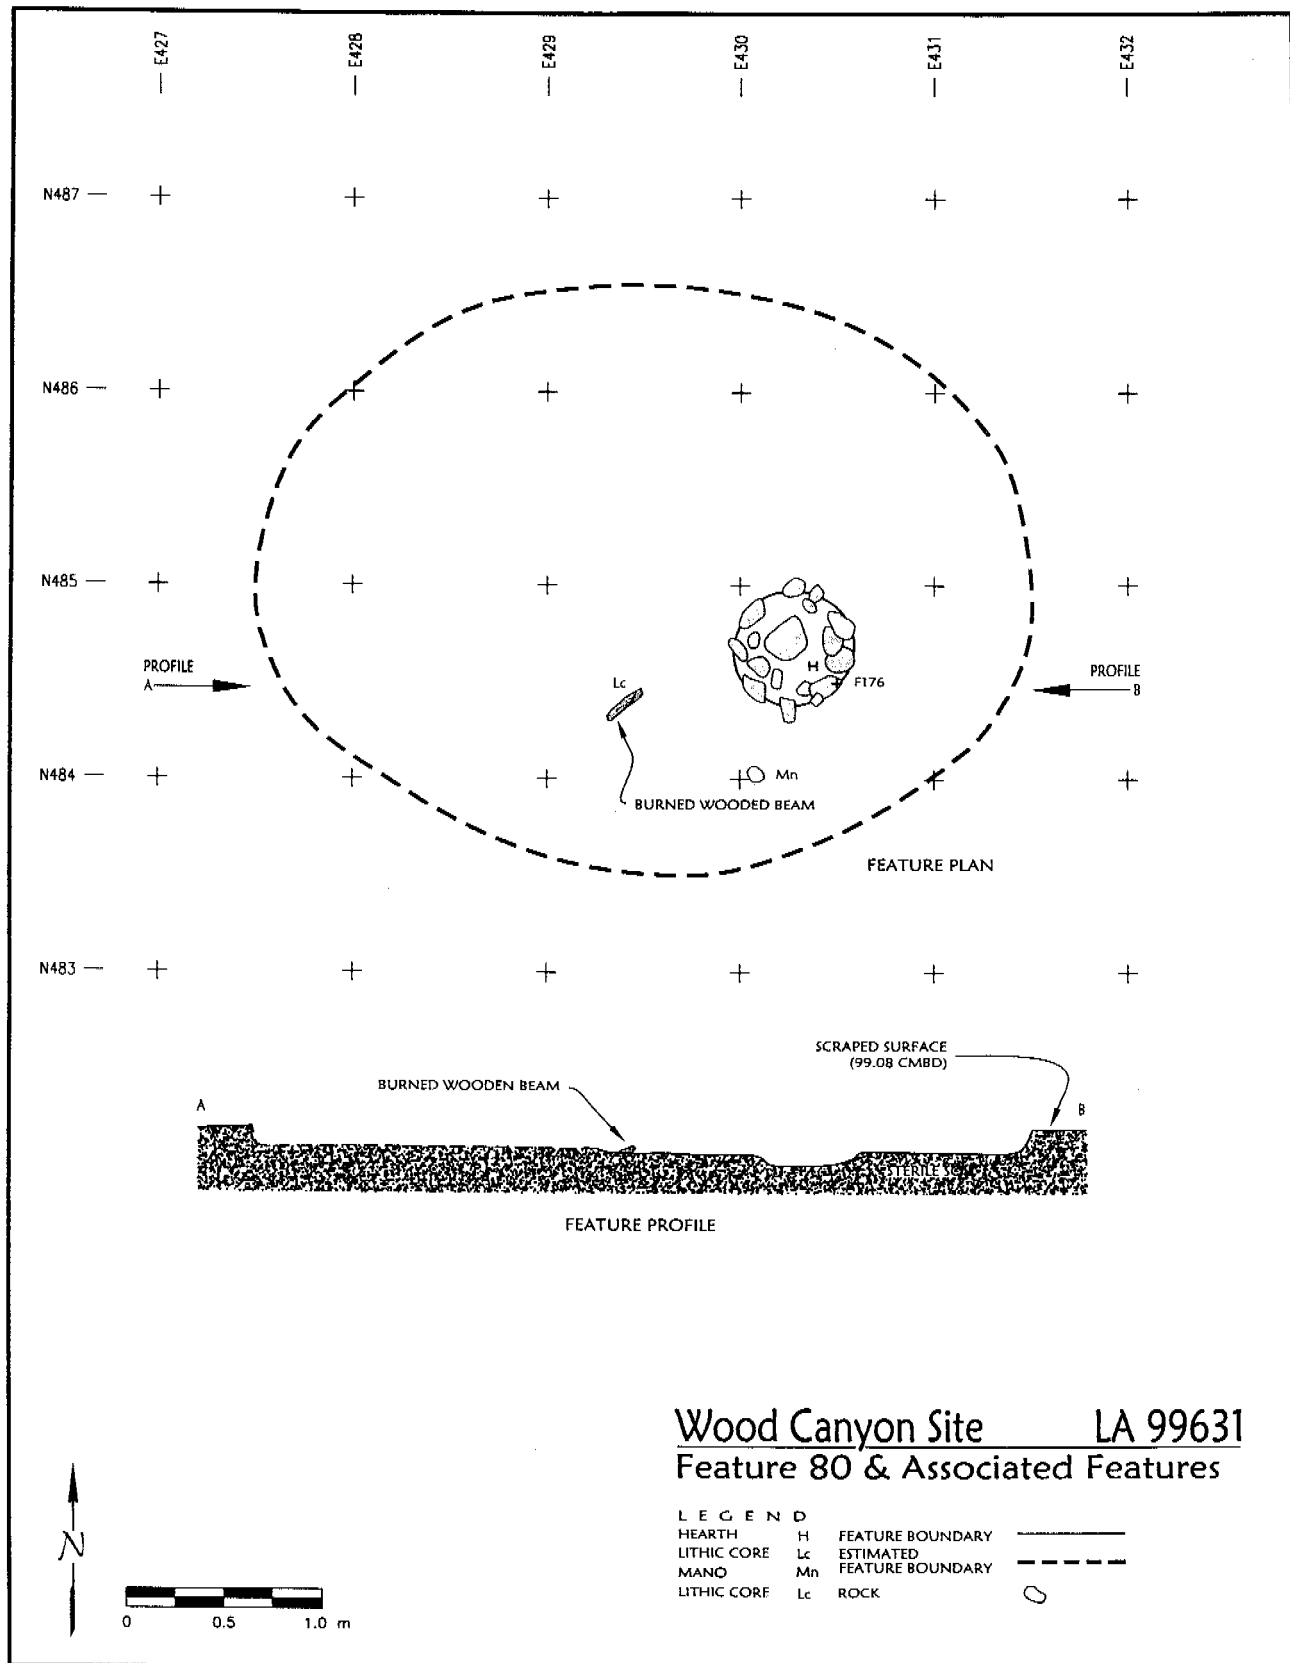 E427
E428
E429
E430
E431
E432
N487
N486
N485
PROFILE
A
PROFILE
B
Lc
H
F176
N484
Mn
BURNED WOODED BEAM
FEATURE PLAN
N483
SCRAPED SURFACE
(99.08 CMBD)
BURNED WOODEN BEAM
A
B
STERILE
FEATURE PROFILE
Wood Canyon Site LA 99631
Feature 80 & Associated Features
LEGEND
HEARTH H FEATURE BOUNDARY
LITHIC CORE Lc ESTIMATED
MANO Mn FEATURE BOUNDARY
LITHIC CORE Lc ROCK
N
0 0.5 1.0 m